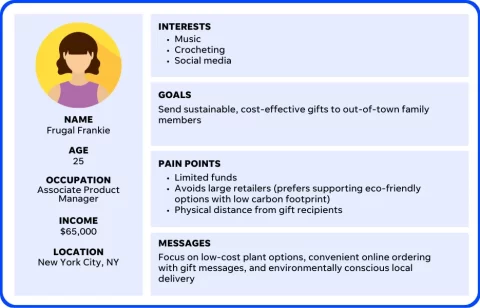 NAME
Frugal Frankie
AGE
25
OCCUPATION
Associate Product
Manager
INCOME
$65,000
LOCATION
New York City, NY
INTERESTS
• Music
• Crocheting
• Social media
GOALS
Send sustainable, cost-effective gifts to out-of-town family
members
PAIN POINTS
• Limited funds
• Avoids large retailers (prefers supporting eco-friendly
options with low carbon footprint)
• Physical distance from gift recipients
MESSAGES
Focus on low-cost plant options, convenient online ordering
with gift messages, and environmentally conscious local
delivery